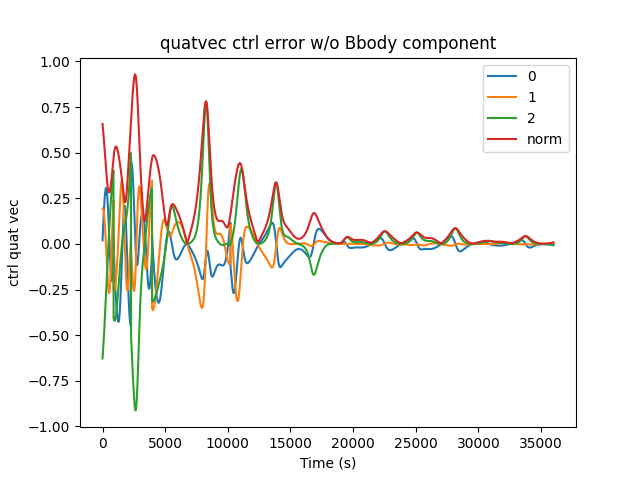 quatvec ctrl error w/o Bbody component
1.00
0.75
0.50
0.25
0.00
−0.25
−0.50
−0.75
−1.00
ctrl quat vec
0
1
2
norm
0 5000 10000 15000 20000 25000 30000 35000
Time (s)